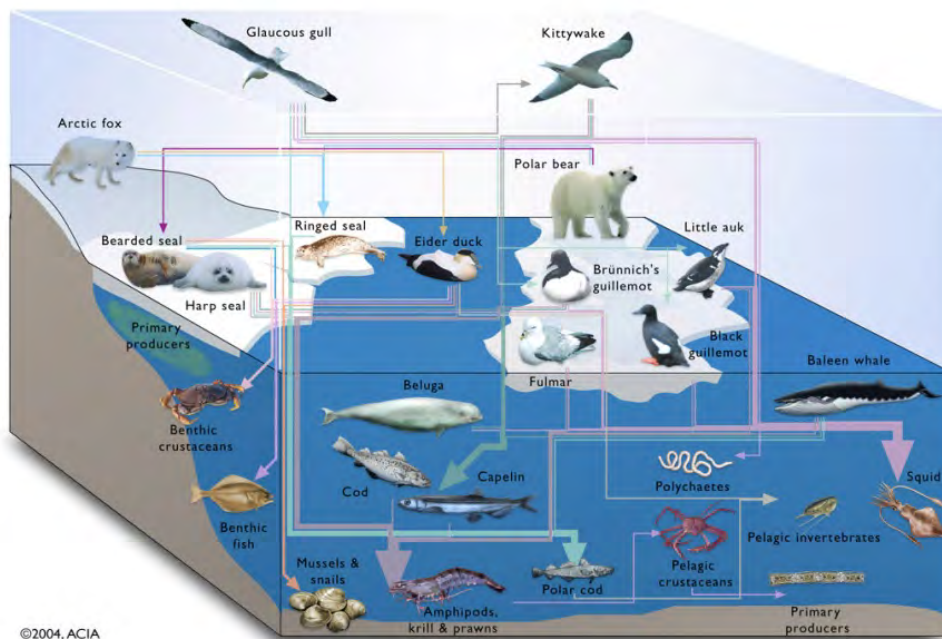 Glaucous gull
Kittywake
Arctic fox
Polar bear
Ringed seal
Little auk
Bearded seal
Eider duck
Brünnich's
guillemot
Harp seal
Primary
producers
Black
guillemot
Fulmar
Baleen whale
Beluga
Benthic
crustaceans
Cod
Capelin
Polychaetes
Squid
Benthic
fish
Pelagic invertebrates
Mussels &
snails
Pelagic
crustaceans
Polar cod
Amphipods,
krill & prawns
Primary
producers
©2004, ACIA